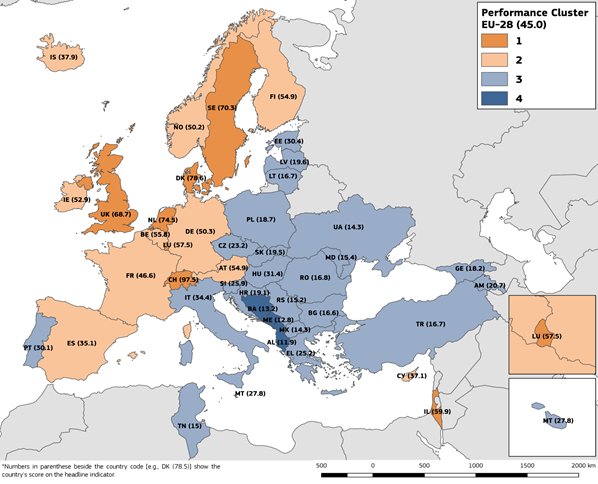 Performance Cluster
EU-28 (45.0)
1
2
3
4
IS (37.9)
FI (54.9)
SE (70.3)
NO (50.2)
EE (30.4)
LV (19.6)
LT (16.7)
DK (78.6)
IE (52.9)
UK (68.7)
NL (74.5)
BE (55.8)
LU (57.5)
DE (50.3)
PL (18.7)
UA (14.3)
CZ (23.2)
SK (19.5)
MD (15.4)
AT (54.9)
HU (31.4)
FR (46.6)
CH (97.5)
SI (25.9)
RO (16.8)
GE (18.2)
HR (19.1)
IT (34.4)
RS (15.2)
AM (20.7)
BA (13.2)
BG (16.6)
ME (12.8)
MK (14.3)
TR (16.7)
LU (57.5)
PT (30.1)
ES (35.1)
AL (11.9)
EL (25.2)
CY (37.1)
MT (27.8)
IL (59.9)
MT (27.8)
TN (15)
*Numbers in parenthese beside the country code [e.g., DK (78.5)] show the
country's score on the headline indicator.
500 0 500 1000 1500 2000 km